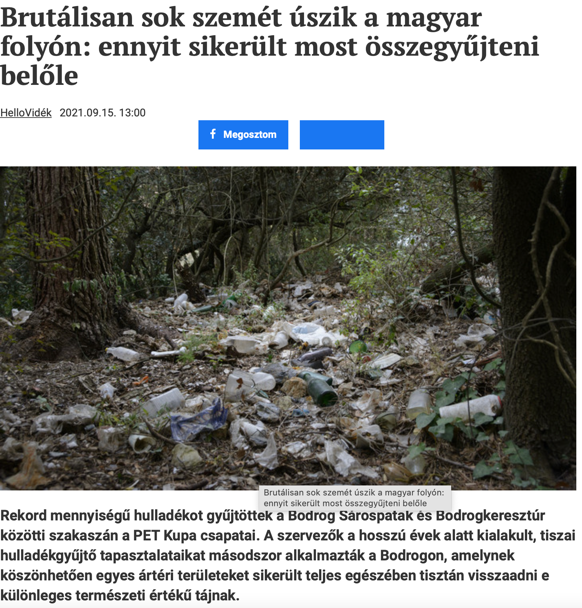 Brutálisan sok szemét úszik a magyar
folyón: ennyit sikerült most összegyűjteni
belőle
HelloVidék 2021.09.15. 13:00
f Megosztom
Brutálisan sok szemét úszik a magyar folyón:
ennyit sikerült most összegyűjteni belőle
Rekord mennyiségű hulladékot gyűjtöttek a Bodrog Sárospatak és Bodrogkeresztúr
közötti szakaszán a PET Kupa csapatai. A szervezők a hosszú évek alatt kialakult, tiszai
hulladékgyűjtő tapasztalataikat másodszor alkalmazták a Bodrogon, amelynek
köszönhetően egyes ártéri területeket sikerült teljes egészében tisztán visszaadni e
különleges természeti értékű tájnak.